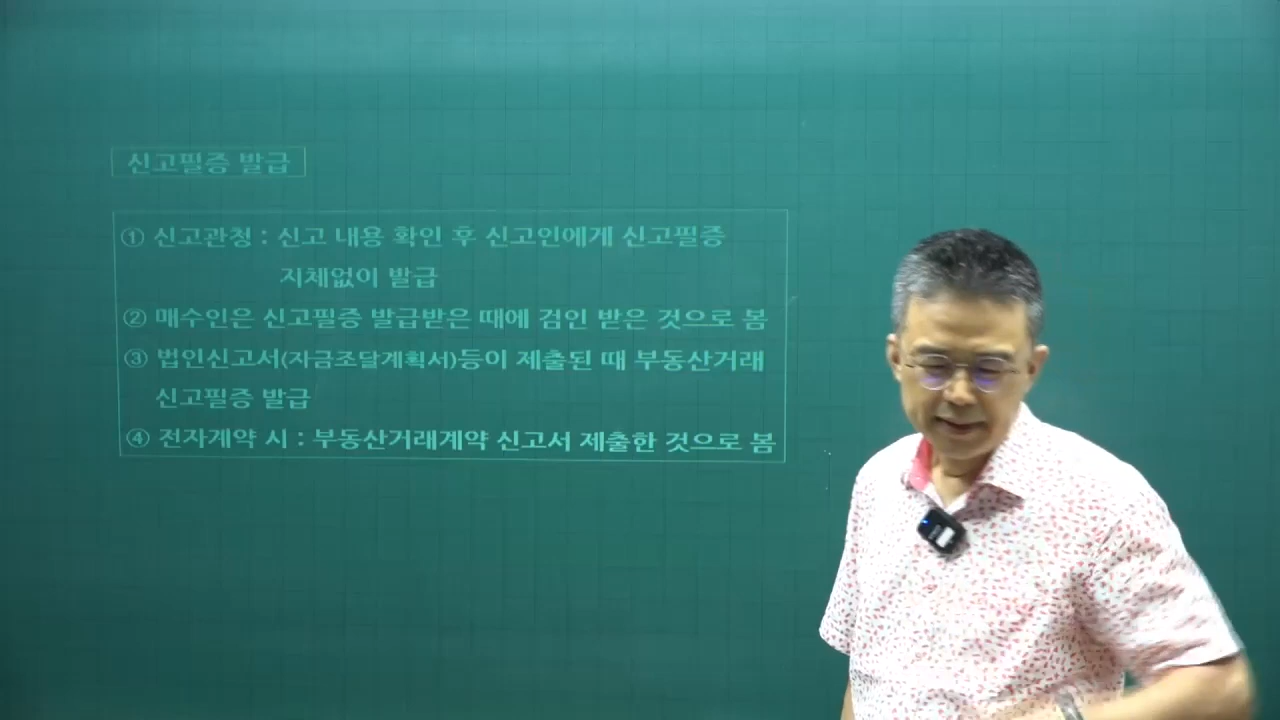 신고필증 발급
① 신고관청 : 신고 내용 확인 후 신고인에게 신고필증
지체없이 발급
② 매수인은 신고필증 발급받은 때에 검인 받은 것으로 봄
③ 법인신고서(자금조달계획서)등이 제출된 때 부동산거래
신고필증 발급
④ 전자계약 시 : 부동산거래계약 신고서 제출한 것으로 봄